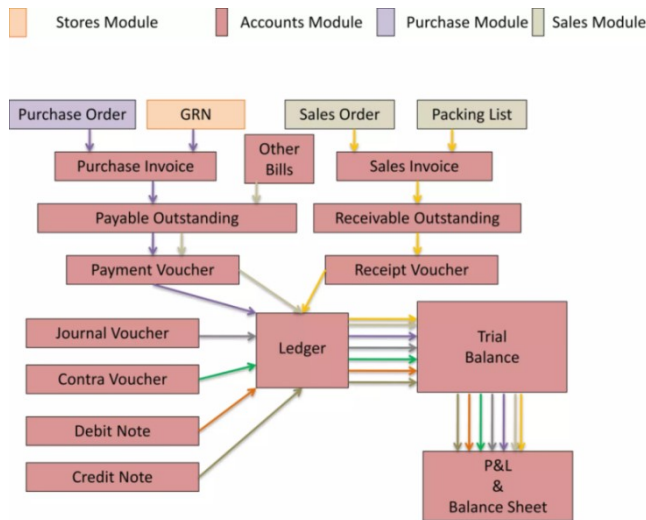 Stores Module
Accounts Module
Purchase Module
Sales Module
Purchase Order
GRN
Sales Order
Packing List
Purchase Invoice
Other
Bills
Sales Invoice
Payable Outstanding
Receivable Outstanding
Payment Voucher
Receipt Voucher
Journal Voucher
Ledger
Trial
Balance
Contra Voucher
Debit Note
Credit Note
P&L
&
Balance Sheet